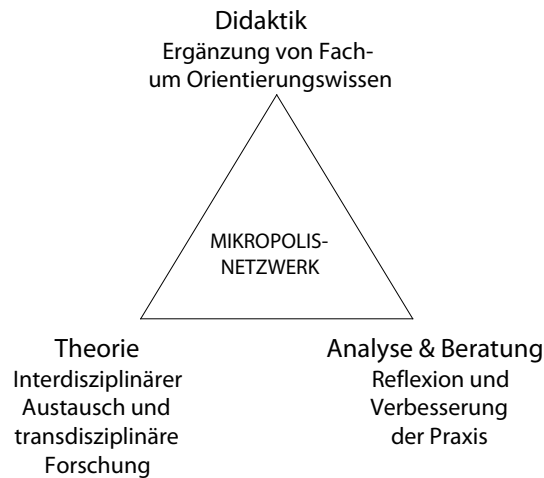 Didaktik
Ergänzung von Fach-
um Orientierungswissen
MIKROPOLIS-
NETZWERK
Theorie
Interdisziplinärer
Austausch und
transdisziplinäre
Forschung
Analyse & Beratung
Reflexion und
Verbesserung
der Praxis